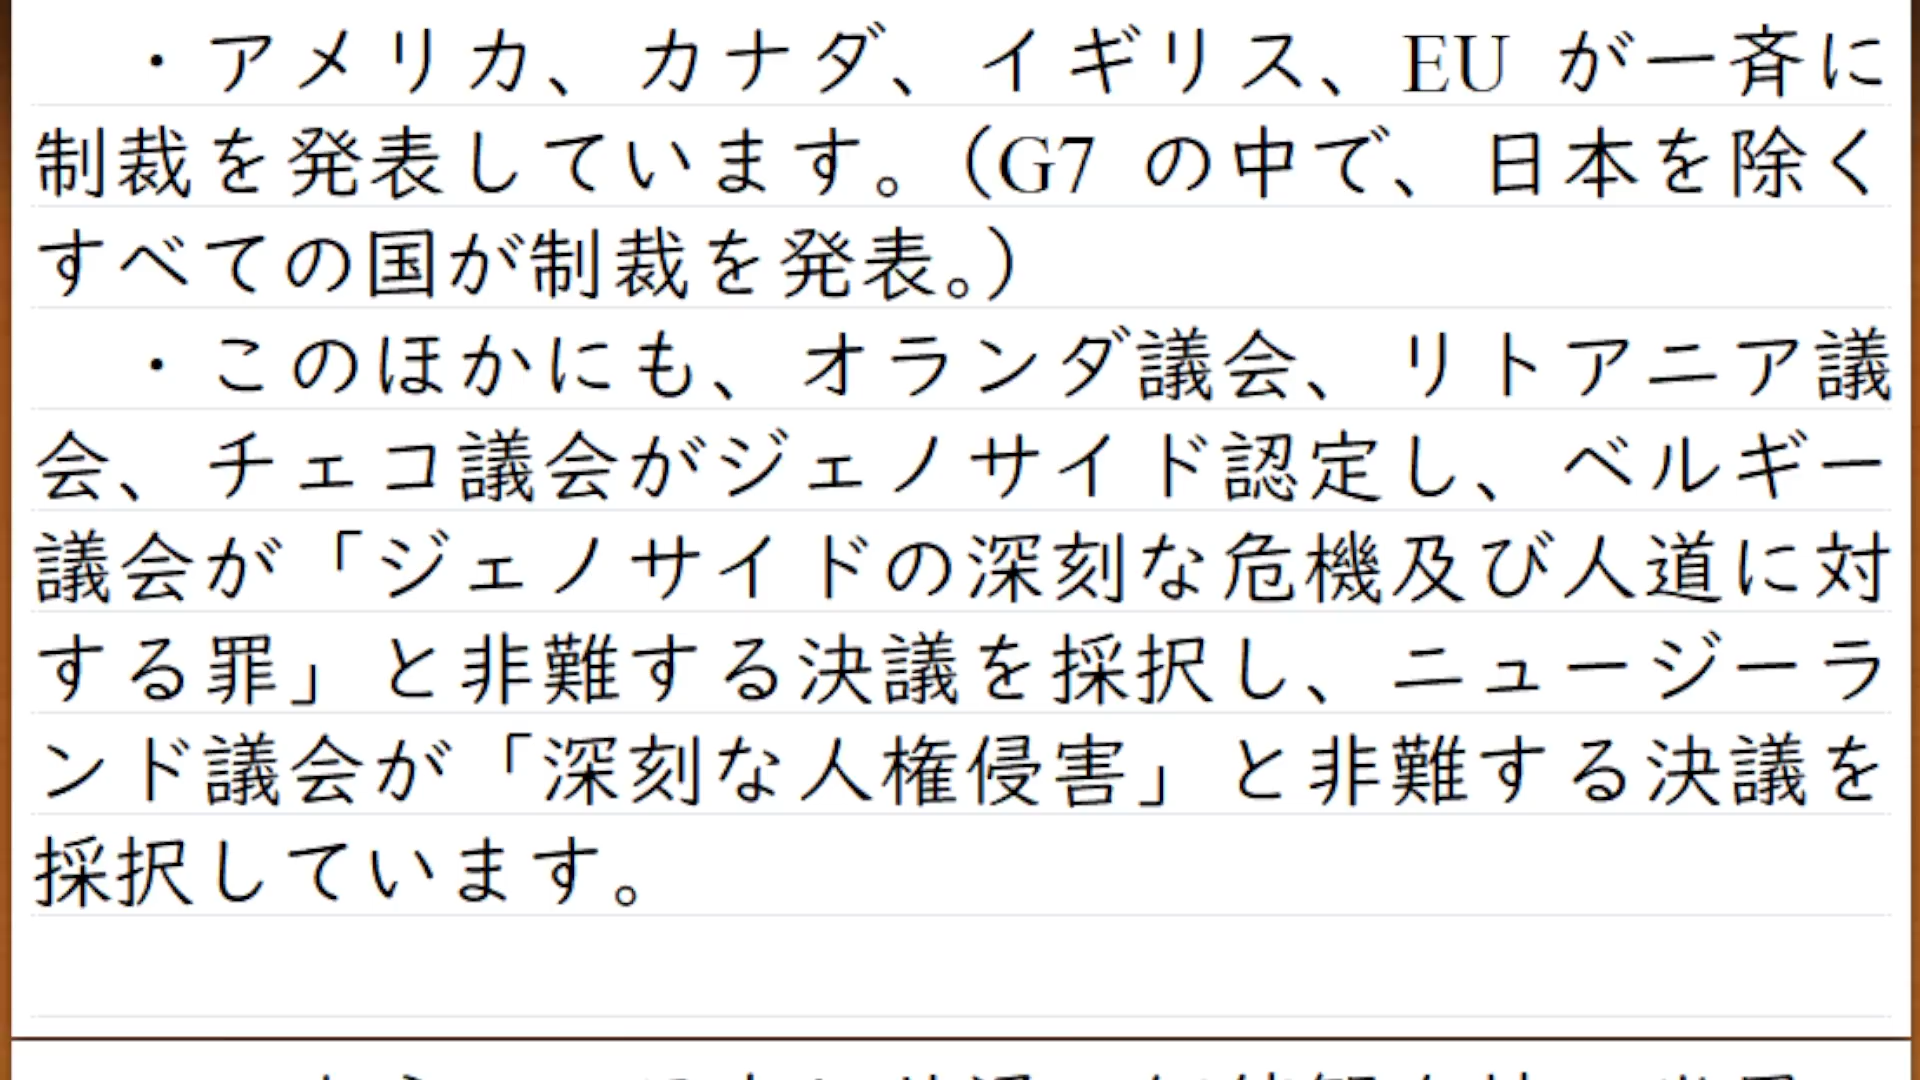 ・アメリカ、カナダ、イギリス、EU が一斉に
制裁を発表しています。（G7 の中で、日本を除く
すべての国が制裁を発表。）
・このほかにも、オランダ議会、リトアニア議
会、チェコ議会がジェノサイド認定し、ベルギー
議会が「ジェノサイドの深刻な危機及び人道に対
する罪」と非難する決議を採択し、ニュージーラ
ンド議会が「深刻な人権侵害」と非難する決議を
採択しています。